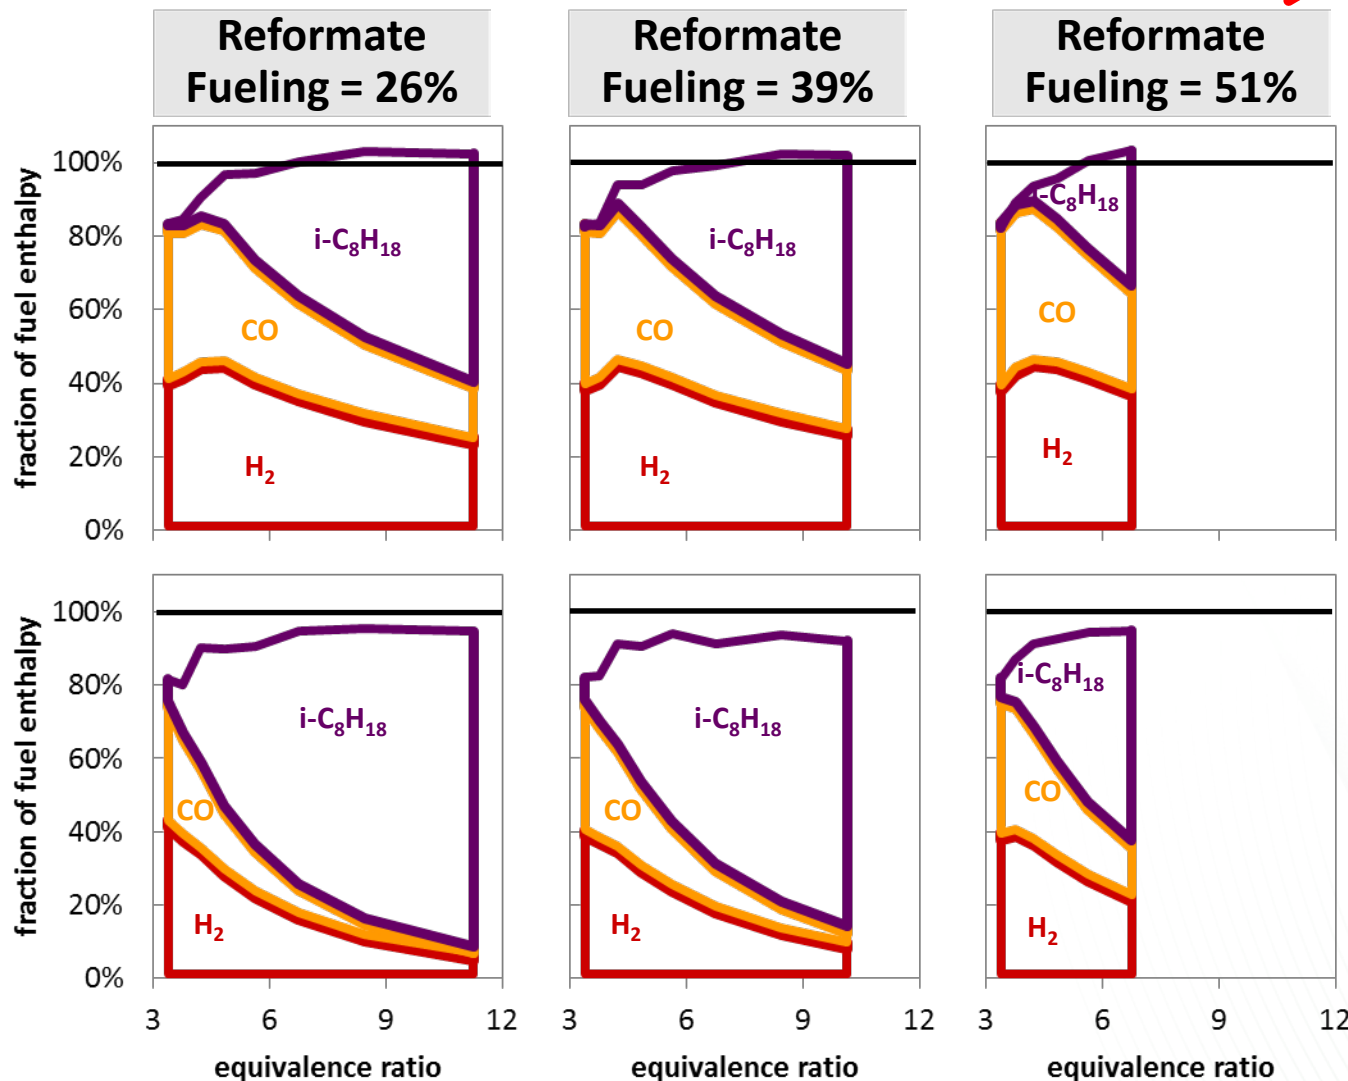 Reformate
Fueling = 26%
Reformate
Fueling = 39%
Reformate
Fueling = 51%
fraction of fuel enthalpy
100%
80%
60%
40%
20%
0%
i-C₈H₁₈
CO
H₂
i-C₈H₁₈
CO
H₂
i-C₈H₁₈
CO
H₂
fraction of fuel enthalpy
100%
80%
60%
40%
20%
0%
i-C₈H₁₈
CO
H₂
i-C₈H₁₈
CO
H₂
i-C₈H₁₈
CO
H₂
3 6 9 12
3 6 9 12
3 6 9 12
equivalence ratio
equivalence ratio
equivalence ratio